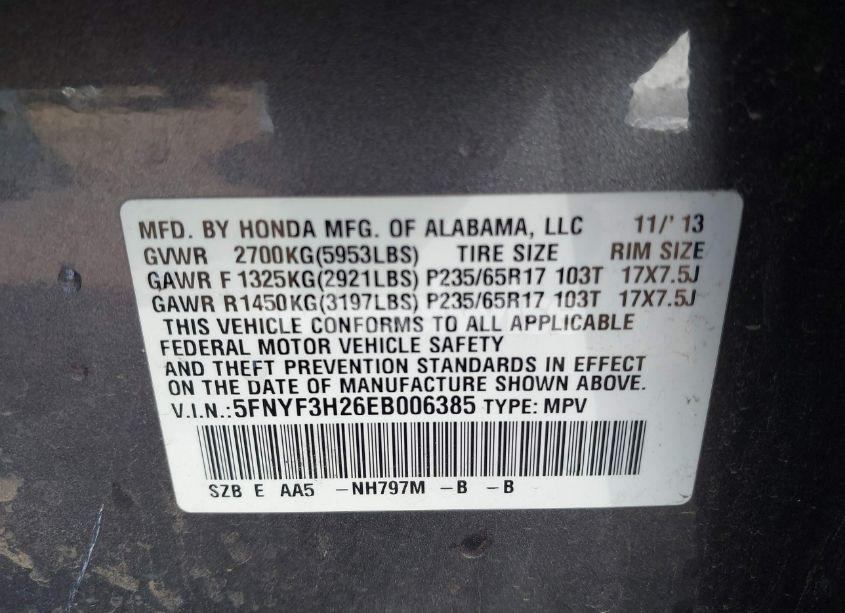 MFD. BY HONDA MFG. OF ALABAMA, LLC 11/' 13
GVWR 2700KG(5953LBS) TIRE SIZE RIM SIZE
GAWR F 1325KG(2921LBS) P235/65R17 103T 17X7.5J
GAWR R1450KG(3197LBS) P235/65R17 103T 17X7.5J
THIS VEHICLE CONFORMS TO ALL APPLICABLE
FEDERAL MOTOR VEHICLE SAFETY
AND THEFT PREVENTION STANDARDS IN EFFECT
ON THE DATE OF MANUFACTURE SHOWN ABOVE.
V.I.N.:5FNYF3H26EB006385 TYPE: MPV
SZB E AA5 -NH797M -B -B